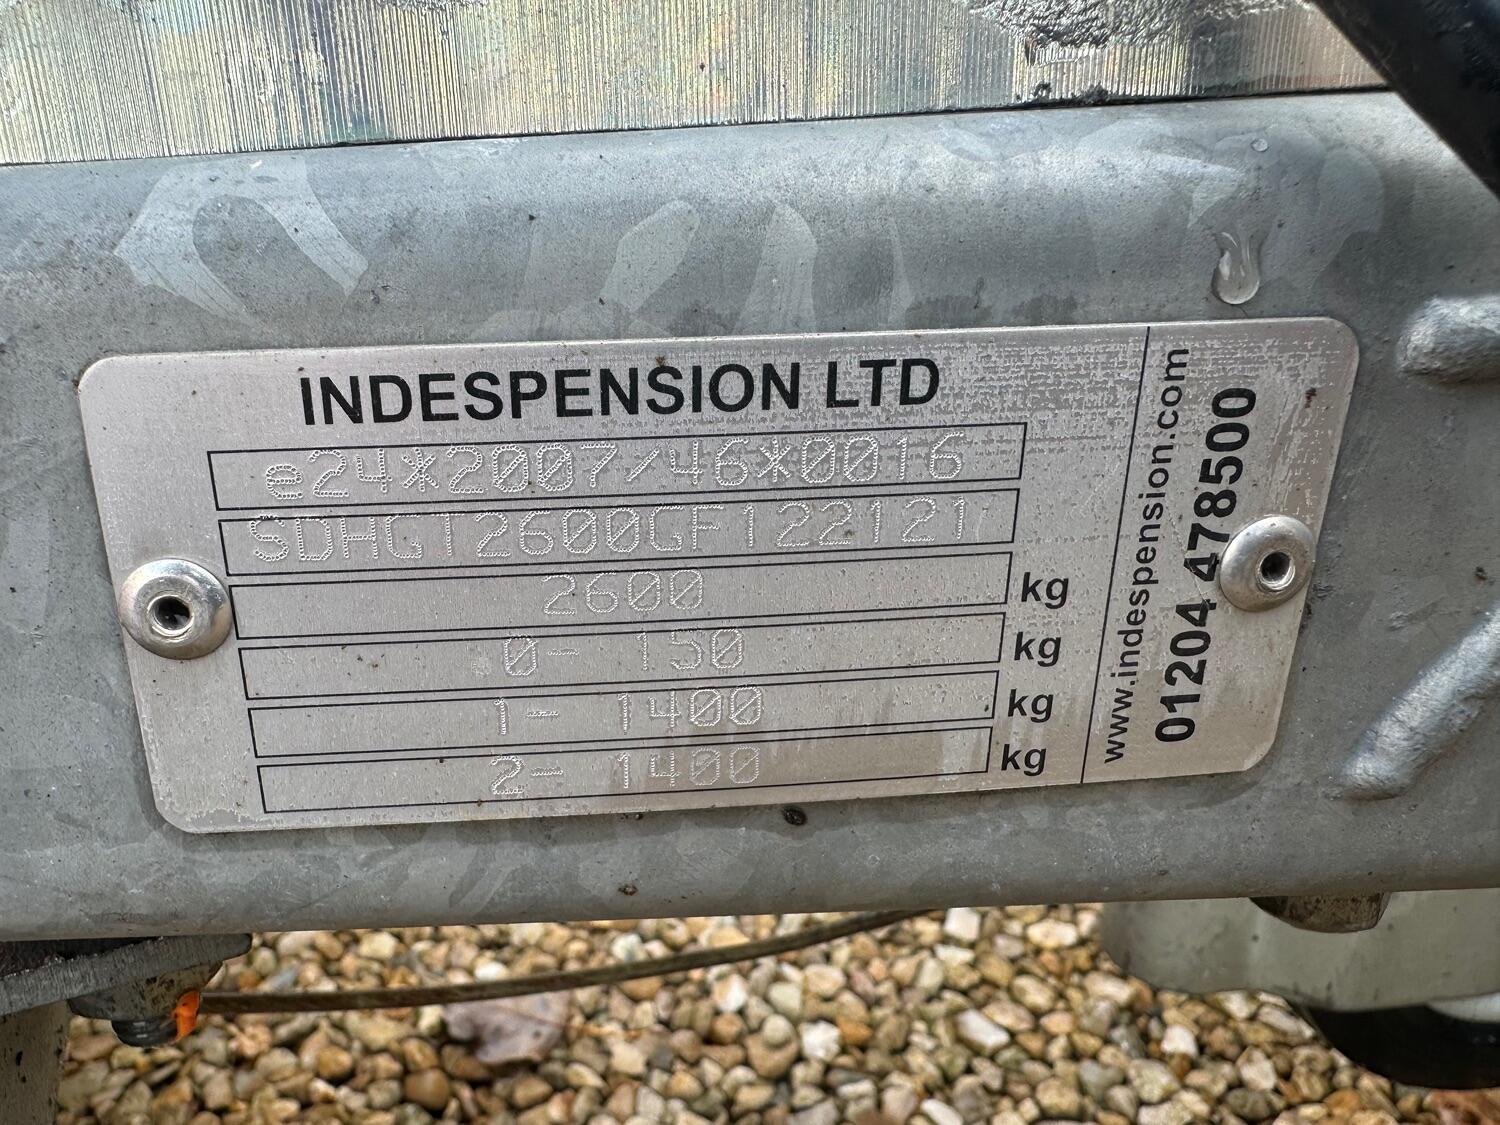 INDESPENSION LTD
e24*2007/46*0016
SDHGT2600GF122121
2600 kg
0- 150 kg
1- 1400 kg
2- 1400 kg
www.indespension.com
01204 478500